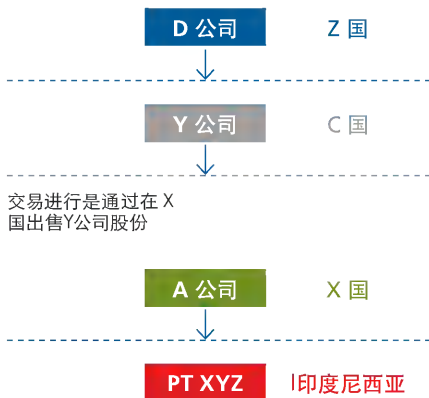 D 公司 Z 国
Y 公司 C 国
交易进行是通过在 X
国出售Y公司股份
A 公司 X 国
PT XYZ l印度尼西亚